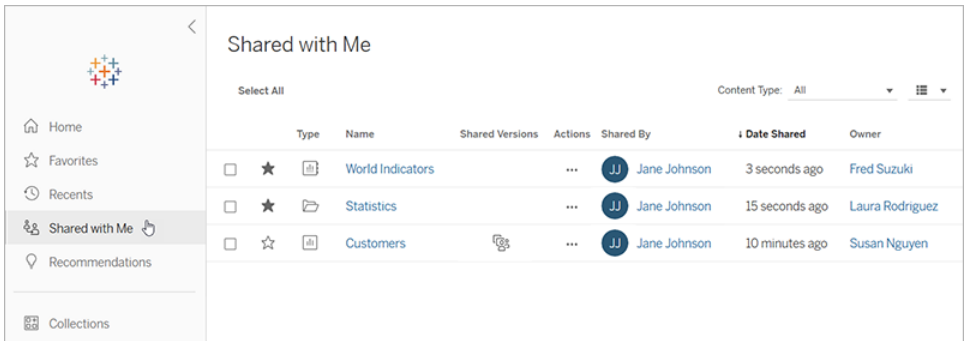 Shared with Me
Select All
Content Type: All
Home
Favorites
Recents
Shared with Me
Recommendations
Collections
Type Name Shared Versions Actions Shared By ↓ Date Shared Owner
World Indicators ... JJ Jane Johnson 3 seconds ago Fred Suzuki
Statistics ... JJ Jane Johnson 15 seconds ago Laura Rodriguez
Customers ... JJ Jane Johnson 10 minutes ago Susan Nguyen